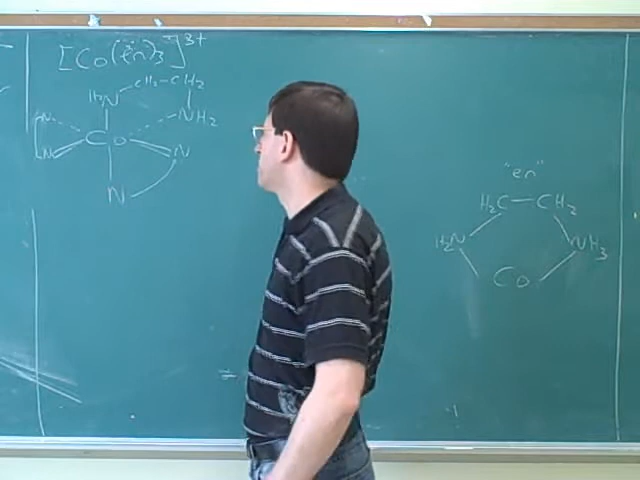 [Co(en)3]3+
H2N CH2-CH2
NH2
N
Co
N
N
N
"en"
H2C-CH2
H2N
NH3
Co